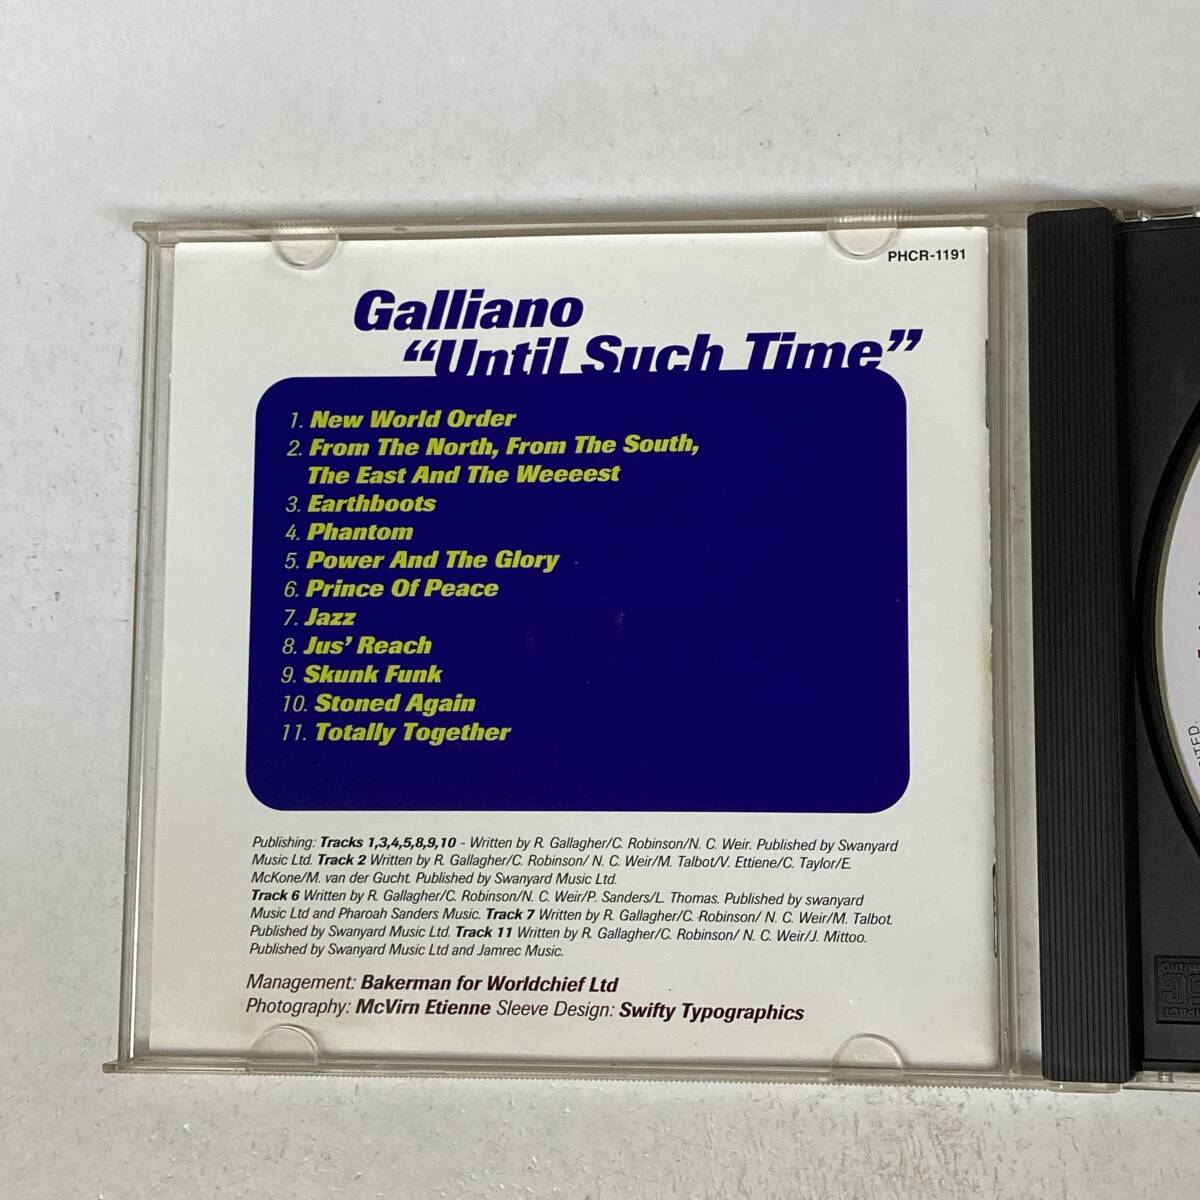 PHCR-1191
Galliano
“Until Such Time”
1. New World Order
2. From The North, From The South,
The East And The Weeeest
3. Earthboots
4. Phantom
5. Power And The Glory
6. Prince Of Peace
7. Jazz
8. Jus’ Reach
9. Skunk Funk
10. Stoned Again
11. Totally Together
Publishing: Tracks 1,3,4,5,8,9,10 - Written by R. Gallagher/C. Robinson/N. C. Weir. Published by Swanyard
Music Ltd. Track 2 Written by R. Gallagher/C. Robinson/ N. C. Weir/M. Talbot/V. Ettiene/C. Taylor/E.
McKone/M. van der Gucht. Published by Swanyard Music Ltd.
Track 6 Written by R. Gallagher/C. Robinson/N. C. Weir/P. Sanders/L. Thomas. Published by swanyard
Music Ltd and Pharoah Sanders Music. Track 7 Written by R. Gallagher/C. Robinson/ N. C. Weir/M. Talbot.
Published by Swanyard Music Ltd. Track 11 Written by R. Gallagher/C. Robinson/ N. C. Weir/J. Mittoo.
Published by Swanyard Music Ltd and Jamrec Music.
Management: Bakerman for Worldchief Ltd
Photography: McVirn Etienne Sleeve Design: Swifty Typographics